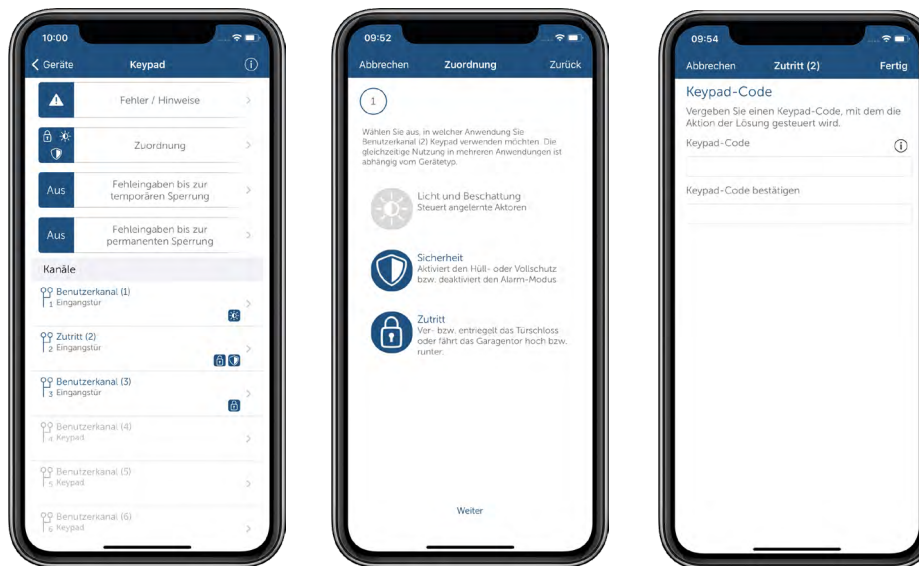 10:00
Geräte
Keypad
Fehler / Hinweise
Zuordnung
Aus
Fehleingaben bis zur
temporären Sperrung
Aus
Fehleingaben bis zur
permanenten Sperrung
Kanäle
Benutzerkanal (1)
1 Eingangstür
Zutritt (2)
2 Eingangstür
Benutzerkanal (3)
3 Eingangstür
Benutzerkanal (4)
4 Keypad
Benutzerkanal (5)
5 Keypad
Benutzerkanal (6)
6 Keypad
09:52
Abbrechen
Zuordnung
Zurück
1
Wählen Sie aus, in welcher Anwendung Sie
Benutzerkanal (2) Keypad verwenden möchten. Die
gleichzeitige Nutzung in mehreren Anwendungen ist
abhängig vom Gerätetyp.
Licht und Beschattung
Steuert angelernte Aktoren
Sicherheit
Aktiviert den Hüll- oder Vollschutz
bzw. deaktiviert den Alarm-Modus
Zutritt
Ver- bzw. entriegelt das Türschloss
oder fährt das Garagentor hoch bzw.
runter.
Weiter
09:54
Abbrechen
Zutritt (2)
Fertig
Keypad-Code
Vergeben Sie einen Keypad-Code, mit dem die
Aktion der Lösung gesteuert wird.
Keypad-Code
Keypad-Code bestätigen